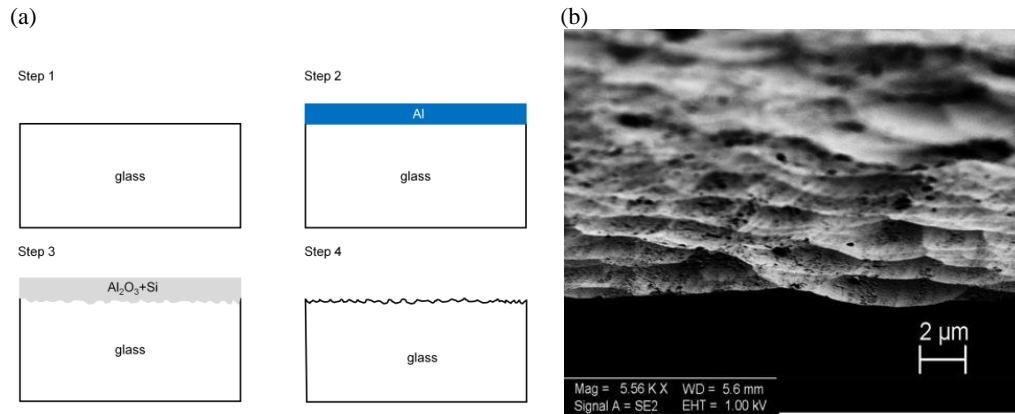 (a)
(b)
Step 1
Step 2
Al
glass
glass
Step 3
Step 4
Al₂O₃+Si
glass
glass
2 μm
Mag = 5.56 K X WD = 5.6 mm
Signal A = SE2 EHT = 1.00 kV